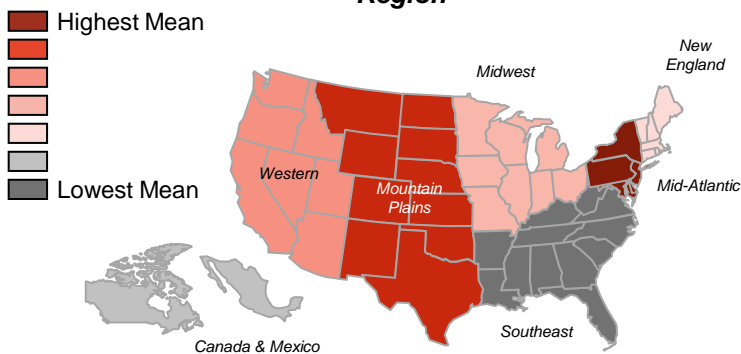 Region
Highest Mean
New
England
Midwest
Western
Mountain
Plains
Lowest Mean
Mid-Atlantic
Southeast
Canada & Mexico